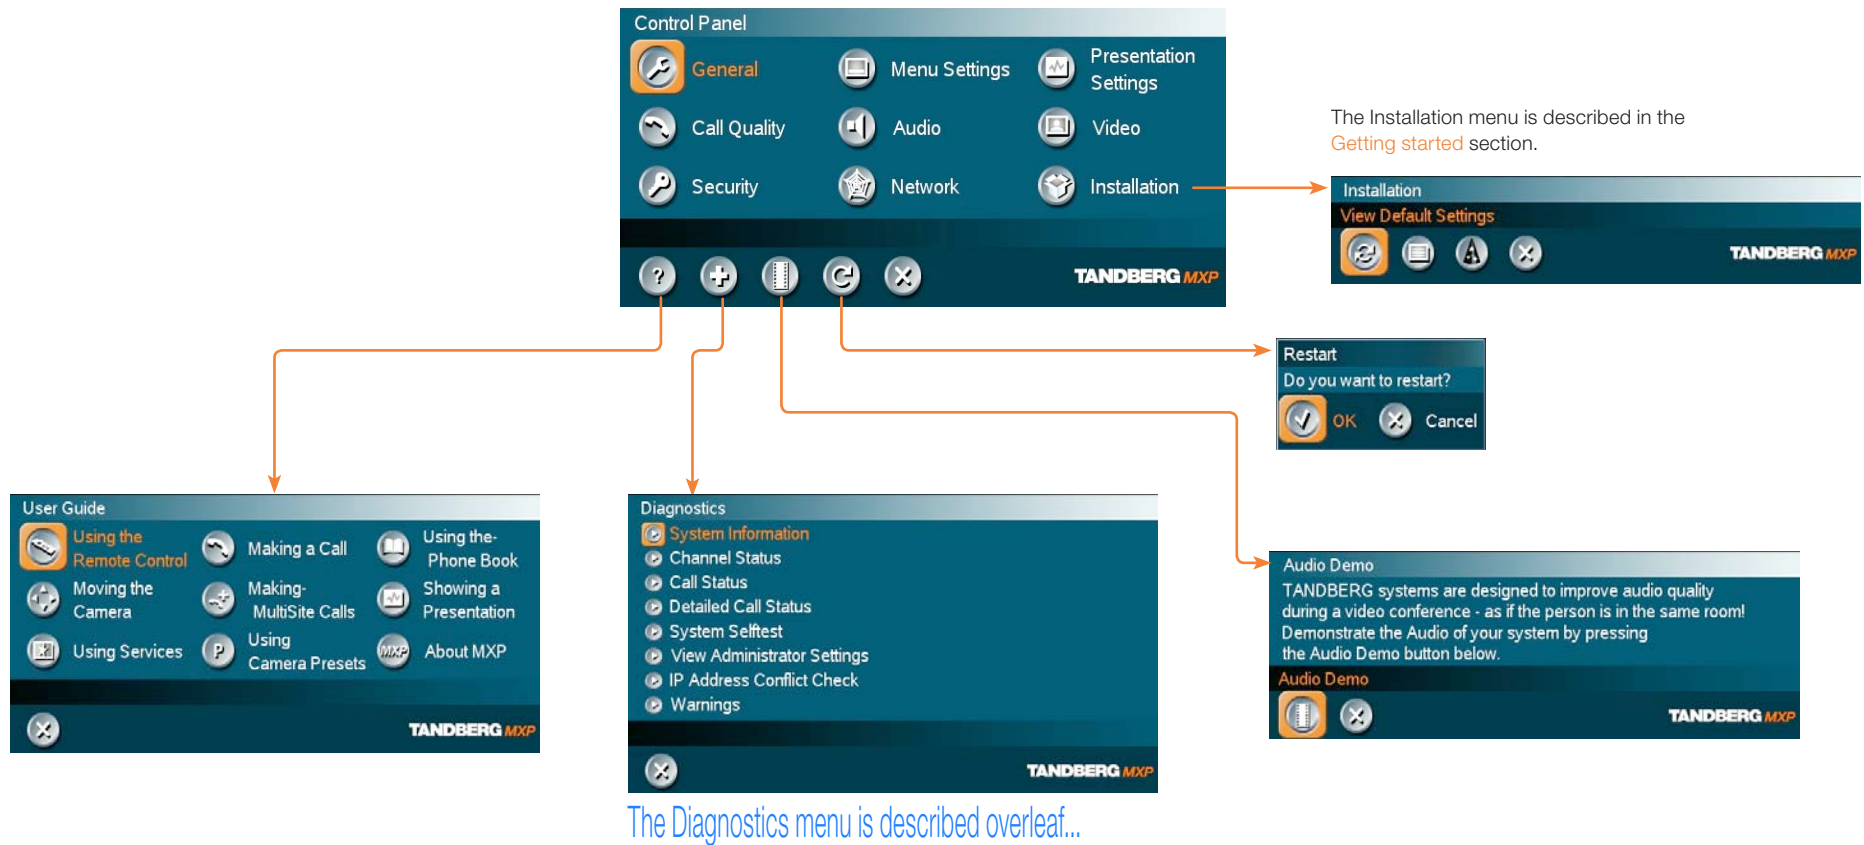 Control Panel
General
Menu Settings
Presentation
Settings
Call Quality
Audio
Video
Security
Network
Installation
?
TANDBERG MXP
The Installation menu is described in the
Getting started section.
Installation
View Default Settings
TANDBERG MXP
Restart
Do you want to restart?
OK
Cancel
User Guide
Using the
Remote Control
Making a Call
Using the-
Phone Book
Moving the
Camera
Making-
MultiSite Calls
Showing a
Presentation
Using Services
P
Using
Camera Presets
MXP
About MXP
TANDBERG MXP
Diagnostics
System Information
Channel Status
Call Status
Detailed Call Status
System Selftest
View Administrator Settings
IP Address Conflict Check
Warnings
TANDBERG MXP
The Diagnostics menu is described overleaf...
Audio Demo
TANDBERG systems are designed to improve audio quality
during a video conference - as if the person is in the same room!
Demonstrate the Audio of your system by pressing
the Audio Demo button below.
Audio Demo
TANDBERG MXP